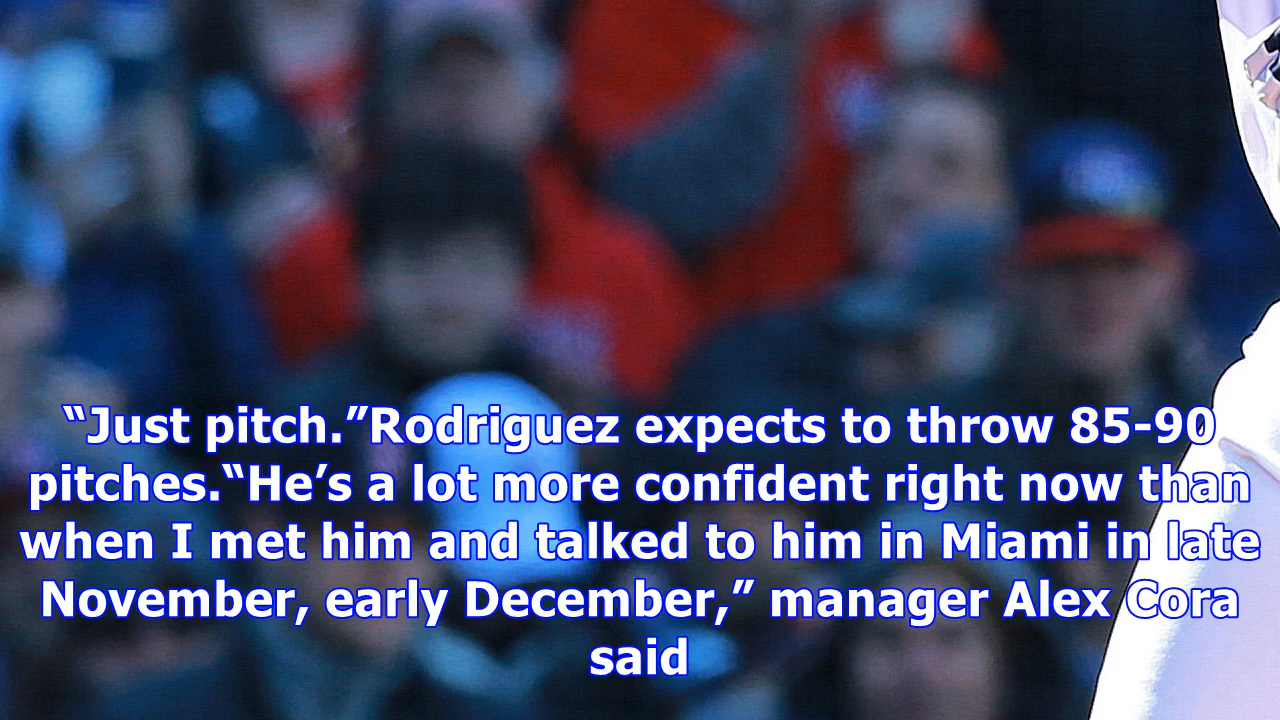 “Just pitch.”Rodriguez expects to throw 85-90
pitches.“He’s a lot more confident right now than
when I met him and talked to him in Miami in late
November, early December,” manager Alex Cora
said